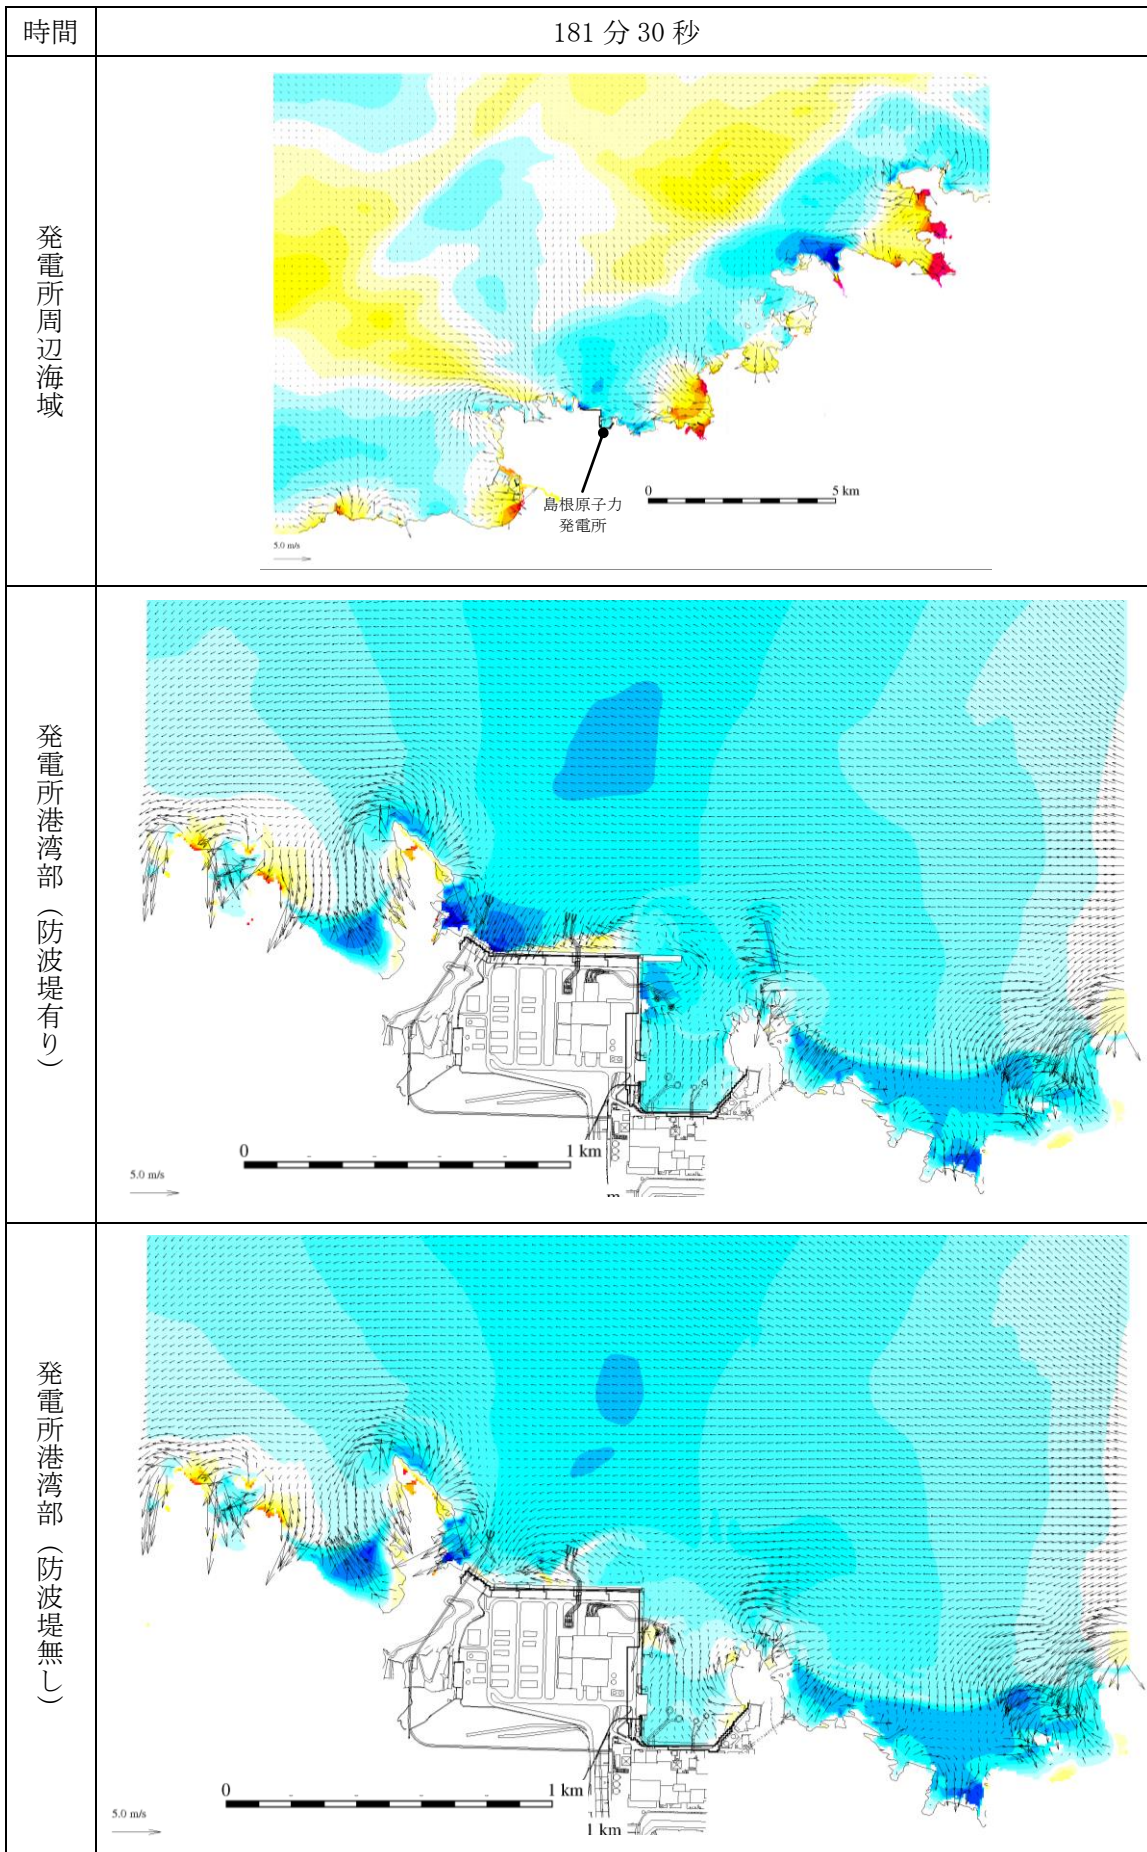 時間
181 分 30 秒
発電所周辺海域
島根原子力
発電所
0
5 km
5.0 m/s
発電所港湾部（防波堤有り）
0
1 km
5.0 m/s
発電所港湾部（防波堤無し）
0
1 km
5.0 m/s
1 km